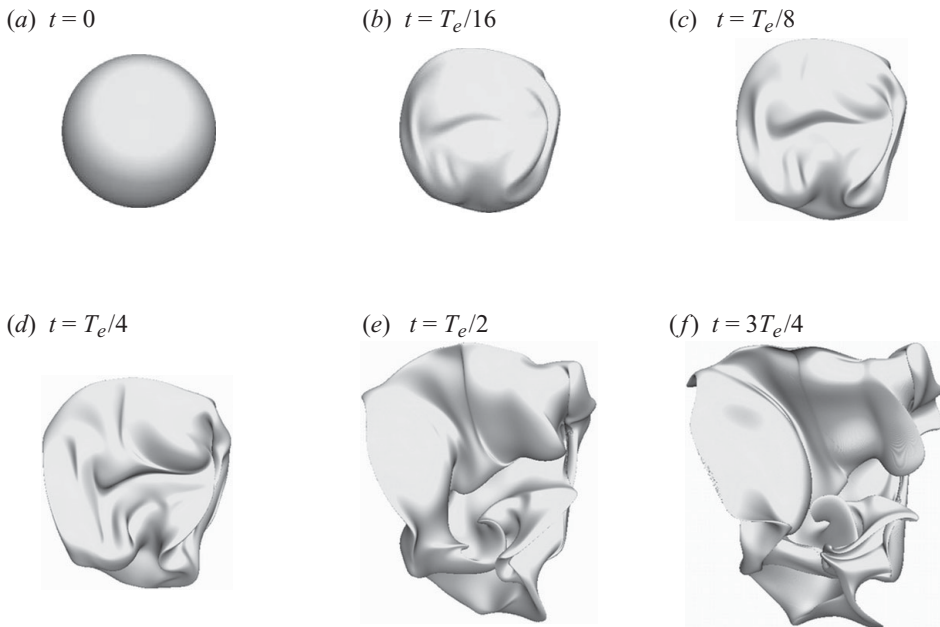 (a) t = 0
(b) t = Te/16
(c) t = Te/8
(d) t = Te/4
(e) t = Te/2
(f) t = 3Te/4